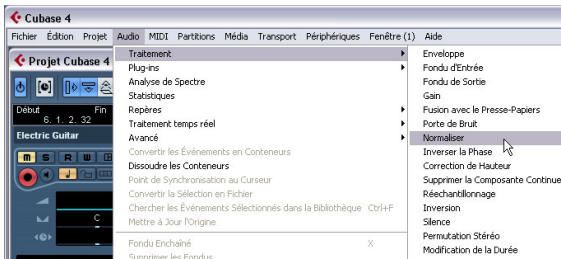 Cubase 4
Fichier Édition Projet Audio MIDI Partitions Média Transport Périphériques Fenêtre (1) Aide
Projet Cubase 4
Début Fin
6. 1. 2. 32
Electric Guitar
m S R W
C
Traitement
Plug-ins
Analyse de Spectre
Statistiques
Repères
Traitement temps réel
Avancé
Convertir les Événements en Conteneurs
Dissoudre les Conteneurs
Point de Synchronisation au Curseur
Convertir la Sélection en Fichier
Chercher les Événements Sélectionnés dans la Bibliothèque Ctrl+F
Mettre à Jour l'Origine
Fondu Enchaîné X
Supprimer les Fondus
Enveloppe
Fondu d'Entrée
Fondu de Sortie
Gain
Fusion avec le Presse-Papiers
Porte de Bruit
Normaliser
Inverser la Phase
Correction de Hauteur
Supprimer la Composante Continue
Réechantillonnage
Inversion
Silence
Permutation Stéréo
Modification de la Durée